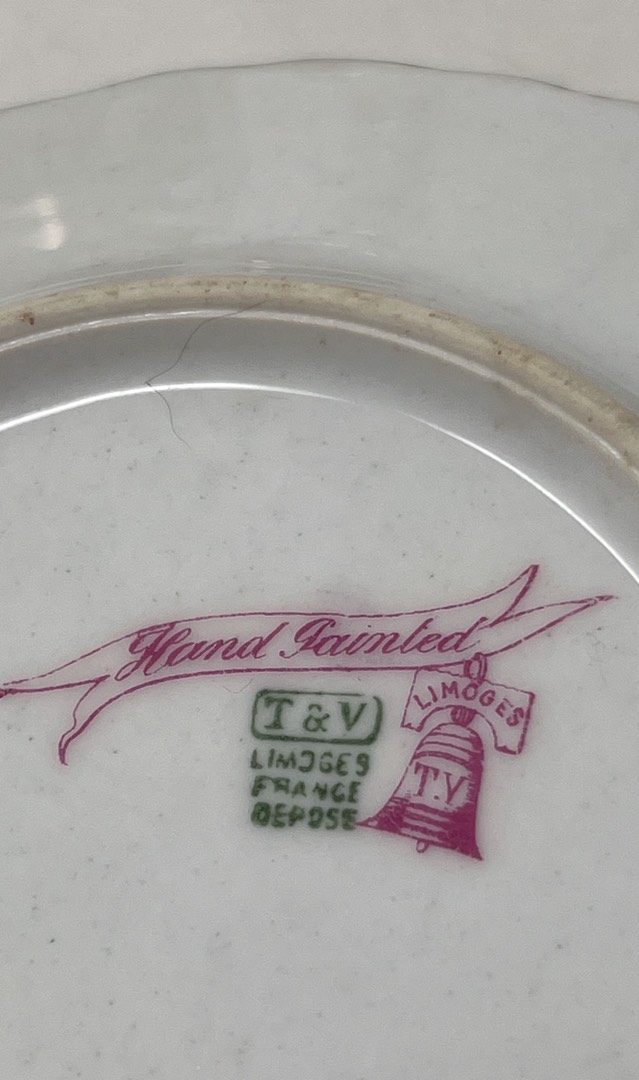 Hand Painted
LIMOGES
T.V
T & V
LIMOGES
FRANCE
DEPOSE